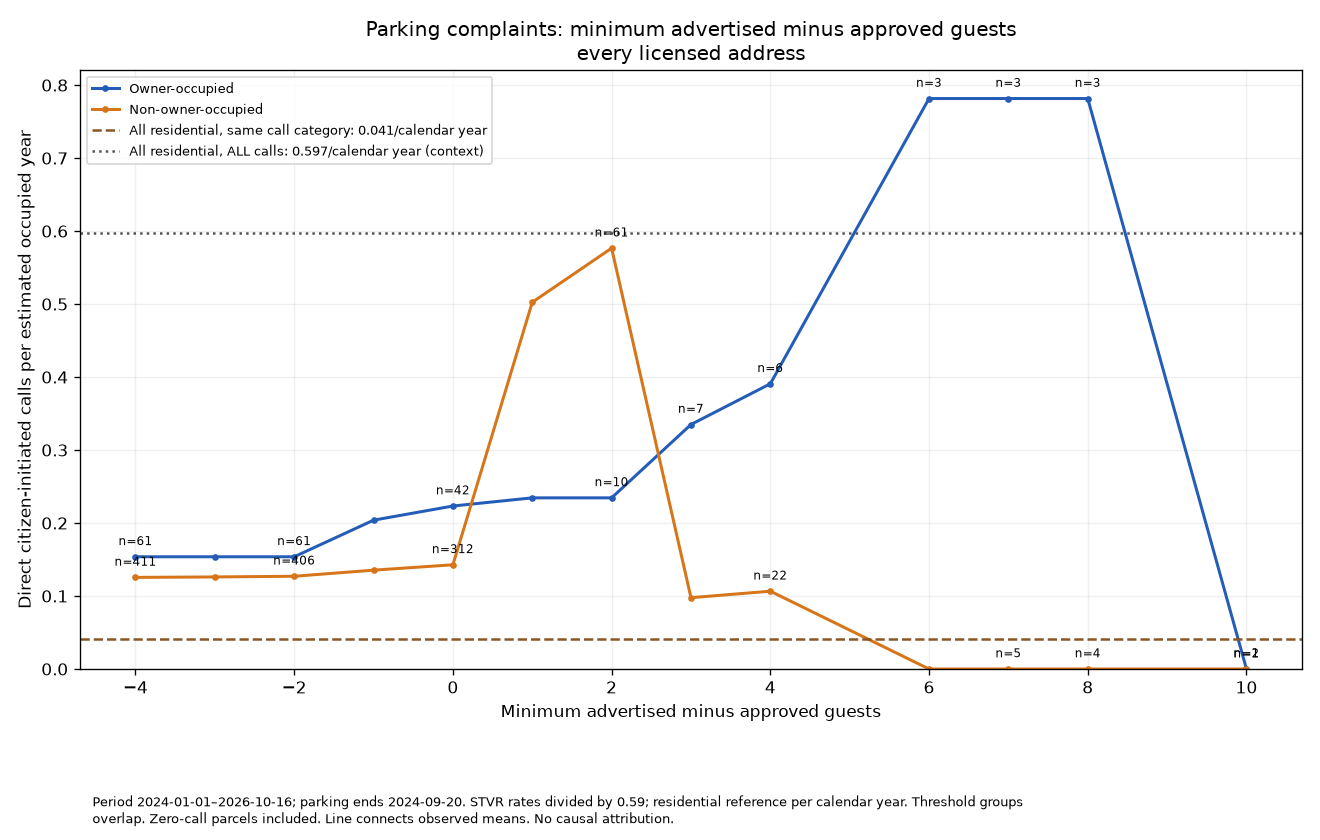 Parking complaints: minimum advertised minus approved guests
every licensed address
Owner-occupied
Non-owner-occupied
All residential, same call category: 0.041/calendar year
All residential, ALL calls: 0.597/calendar year (context)
Direct citizen-initiated calls per estimated occupied year
0.8
0.7
0.6
0.5
0.4
0.3
0.2
0.1
0.0
n=3
n=3
n=3
n=61
n=6
n=7
n=10
n=42
n=61
n=61
n=411
n=406
n=312
n=22
n=5
n=4
−4
−2
0
2
4
6
8
10
Minimum advertised minus approved guests
Period 2024-01-01–2026-10-16; parking ends 2024-09-20. STVR rates divided by 0.59; residential reference per calendar year. Threshold groups
overlap. Zero-call parcels included. Line connects observed means. No causal attribution.